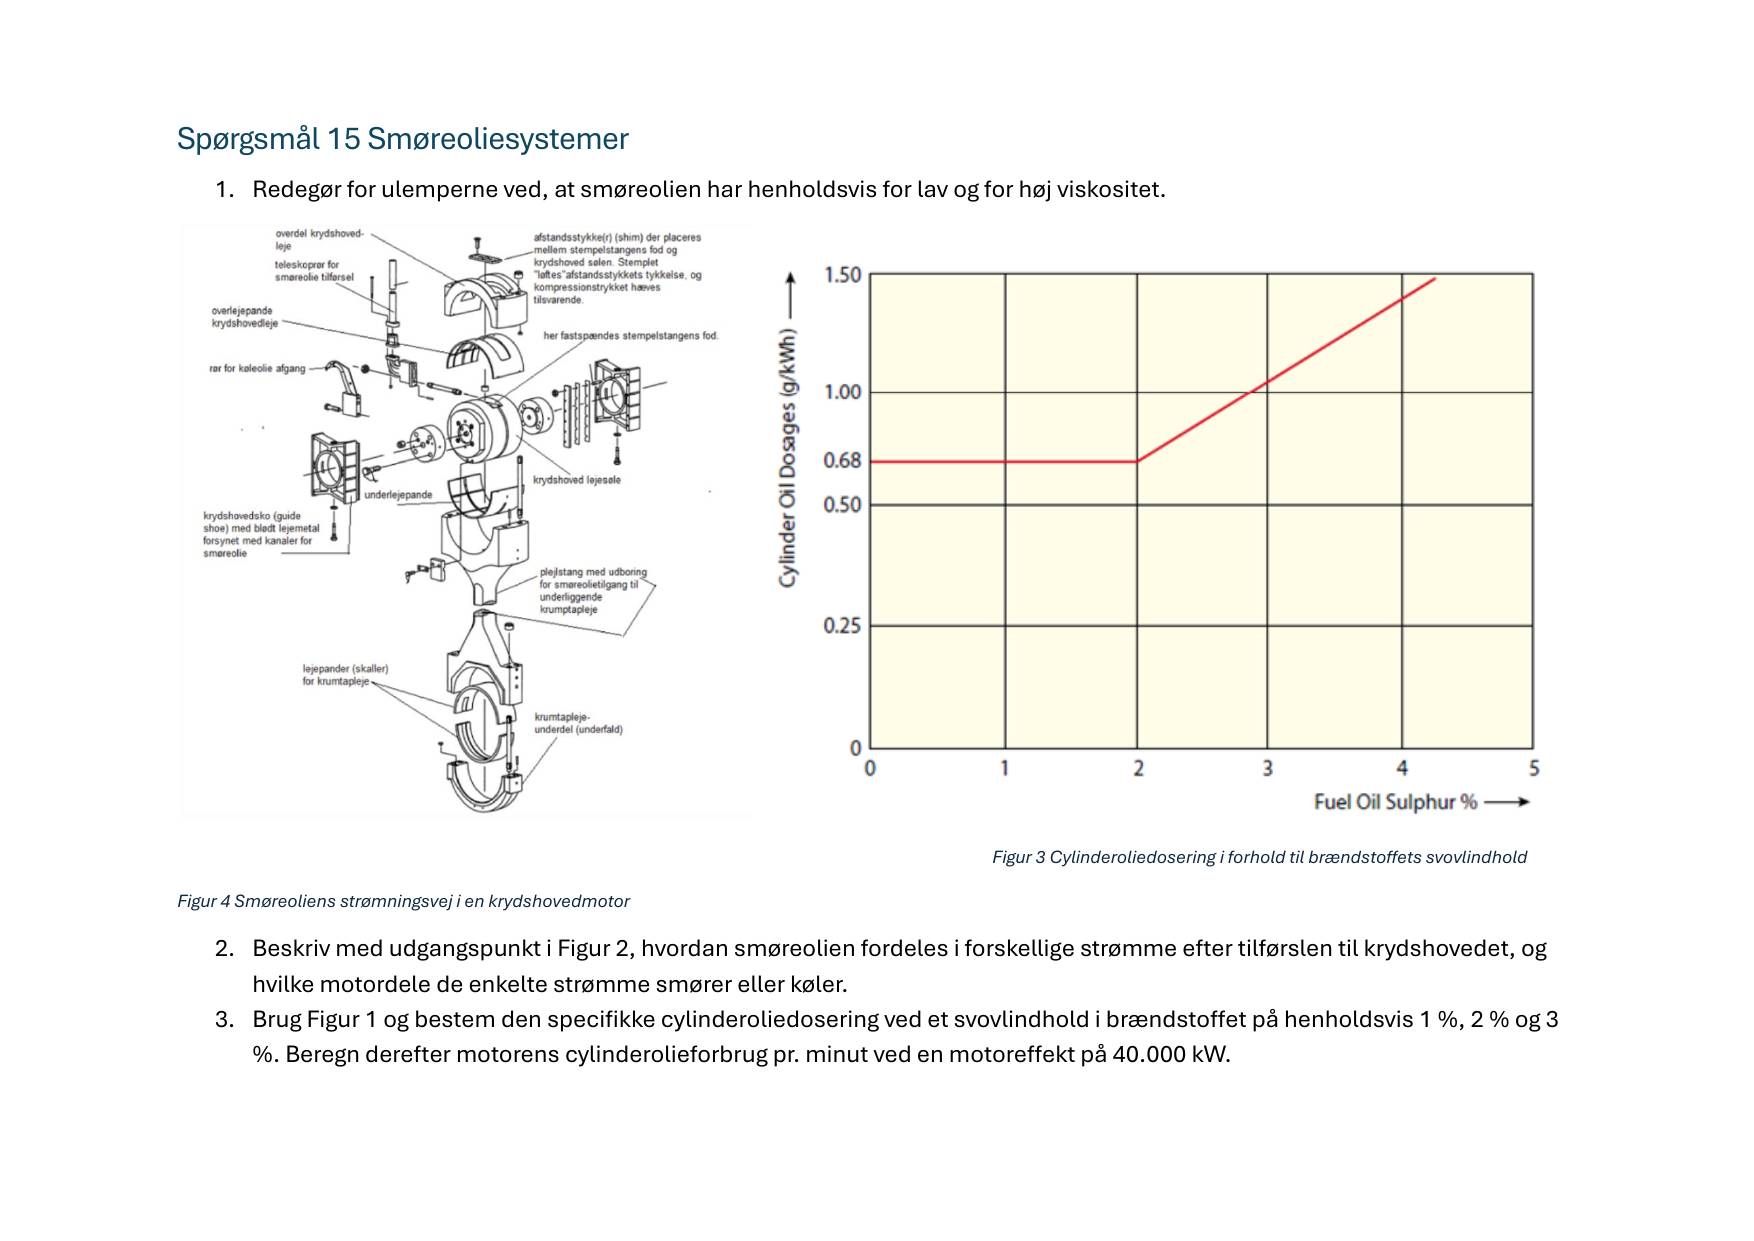 Spørgsmål 15 Smøreoliesystemer
1. Redegør for ulemperne ved, at smøreolien har henholdsvis for lav og for høj viskositet.
overdel krydshoved-
leje
teleskoprør for
smøreolie tilførsel
overlejepande
krydshovedleje
rør for køleolie afgang
afstandsstykke(r) (shim) der placeres
mellem stempelstangens fod og
krydshoved sølen. Stemplet
"løftes"afstandsstykkets tykkelse, og
kompressionstrykket hæves
tilsvarende.
her fastspændes stempelstangens fod.
krydshoved lejesøle
underlejepande
krydshovedsko (guide
shoe) med blødt lejemetal
forsynet med kanaler for
smøreolie
plejlstang med udboring
for smøreolietilgang til
underliggende
krumptapleje
lejepander (skaller)
for krumtapleje
krumtapleje-
underdel (underfald)
Cylinder Oil Dosages (g/kWh)
1.50
1.00
0.68
0.50
0.25
0
0 1 2 3 4 5
Fuel Oil Sulphur %
Figur 3 Cylinderoliedosering i forhold til brændstoffets svovlindhold
Figur 4 Smøreoliens strømningsvej i en krydshovedmotor
2. Beskriv med udgangspunkt i Figur 2, hvordan smøreolien fordeles i forskellige strømme efter tilførslen til krydshovedet, og
hvilke motordele de enkelte strømme smører eller køler.
3. Brug Figur 1 og bestem den specifikke cylinderoliedosering ved et svovlindhold i brændstoffet på henholdsvis 1 %, 2 % og 3
%. Beregn derefter motorens cylinderolieforbrug pr. minut ved en motoreffekt på 40.000 kW.